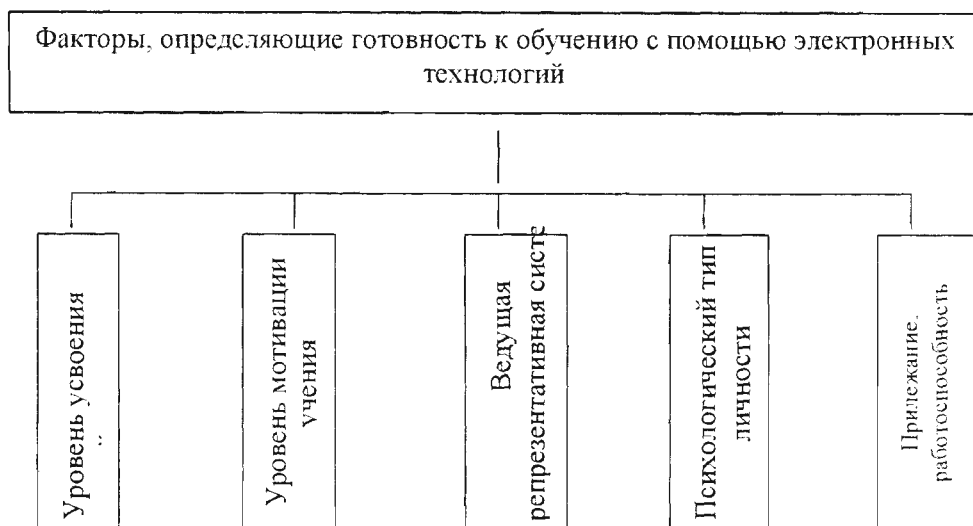 Факторы, определяющие готовность к обучению с помощью электронных
технологий
Уровень усвоения
Уровень мотивации
учения
Ведущая
репрезентативная систе
Психологический тип
личности
Прилежание.
работоспособность